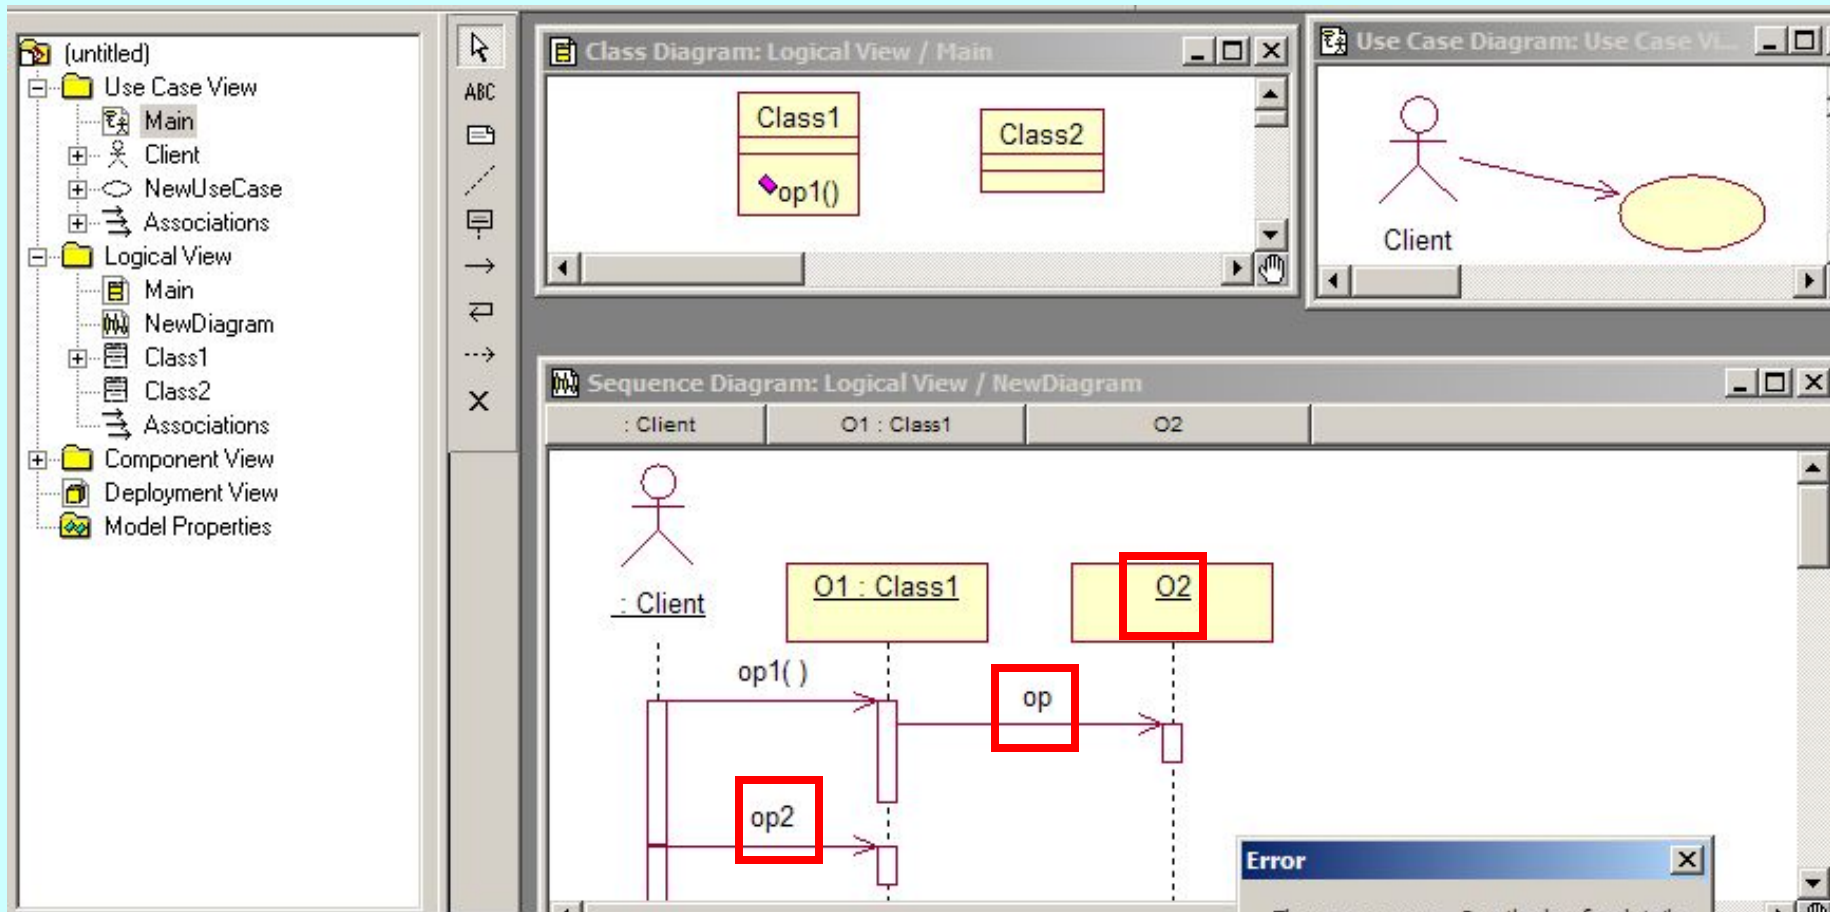 (untitled)
Use Case View
Main
Client
NewUseCase
Associations
Logical View
Main
NewDiagram
Class1
Class2
Associations
Component View
Deployment View
Model Properties
ABC
Class Diagram: Logical View / Main
Class1
op1()
Class2
Use Case Diagram: Use Case Vi...
Client
Sequence Diagram: Logical View / NewDiagram
: Client
O1 : Class1
O2
: Client
O1 : Class1
O2
op1( )
op
op2
Error